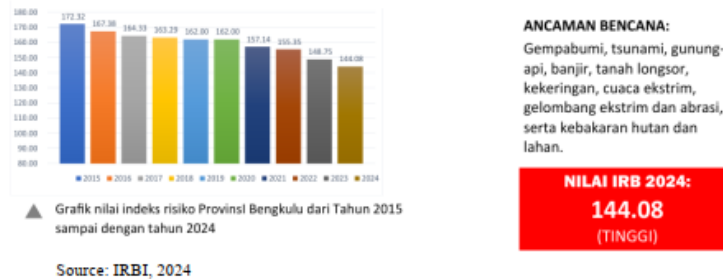 180.00
170.00
160.00
150.00
140.00
130.00
120.00
110.00
100.00
90.00
80.00
172.32
167.38
164.33
163.29
162.80
162.00
157.14
155.35
148.75
144.08
2015 2016 2017 2018 2019 2020 2021 2022 2023 2024
Grafik nilai indeks risiko Provinsl Bengkulu dari Tahun 2015
sampai dengan tahun 2024
Source: IRBI, 2024
ANCAMAN BENCANA:
Gempabumi, tsunami, gunung-
api, banjir, tanah longsor,
kekeringan, cuaca ekstrim,
gelombang ekstrim dan abrasi,
serta kebakaran hutan dan
lahan.
NILAI IRB 2024:
144.08
(TINGGI)